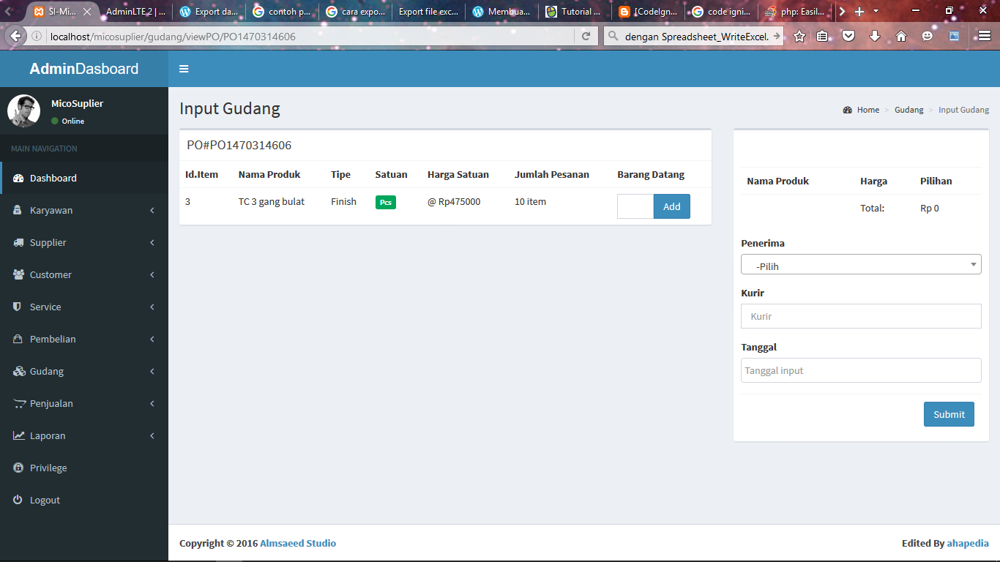 SI-Mi...
AdminLTE 2 | ...
Export da...
contoh p...
cara expo...
Export file exc...
Membua...
Tutorial ...
[CodeIgn...
code igni...
php: Easil...
localhost/micosuplier/gudang/viewPO/PO1470314606
dengan Spreadsheet_WriteExcel.
AdminDasboard
MicoSuplier
Online
MAIN NAVIGATION
Dashboard
Karyawan
Supplier
Customer
Service
Pembelian
Gudang
Penjualan
Laporan
Privilege
Logout
Input Gudang
Home > Gudang > Input Gudang
PO#PO1470314606
Id.Item Nama Produk Tipe Satuan Harga Satuan Jumlah Pesanan Barang Datang
3 TC 3 gang bulat Finish Pcs @ Rp475000 10 item Add
Nama Produk Harga Pilihan
Total: Rp 0
Penerima
-Pilih
Kurir
Kurir
Tanggal
Tanggal input
Submit
Copyright © 2016 Almsaeed Studio
Edited By ahapedia